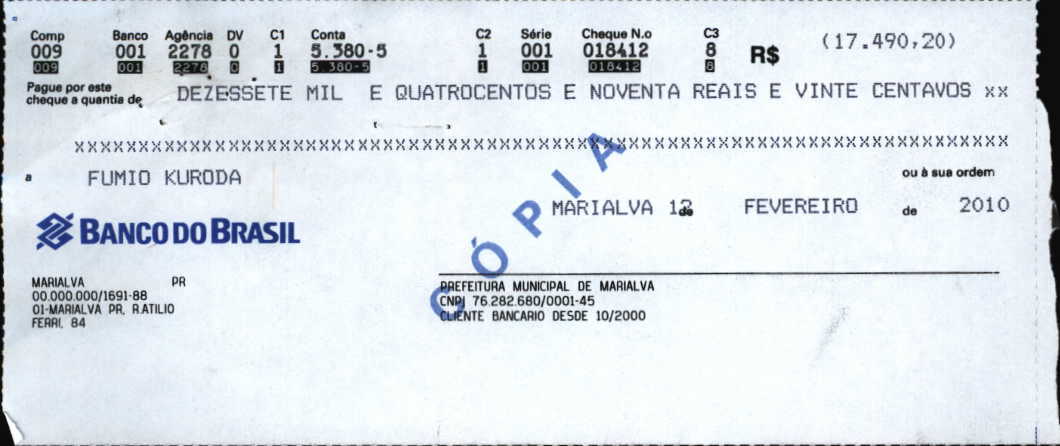 Comp Banco Agência DV C1 Conta C2 Série Cheque N.o C3
009 001 2278 0 1 5.380-5 1 001 018412 8 R$ (17.490,20)
009 001 2278 0 1 5 380-5 1 001 018412 8
Pague por este
cheque a quantia de DEZESSETE MIL E QUATROCENTOS E NOVENTA REAIS E VINTE CENTAVOS xx
xxxxxxxxxxxxxxxxxxxxxxxxxxxxxxxxxxxxxxxxxxxxxxxxxxxxxxxxxxxxxxxxxxxxxxxxxxxxxxxxxxxxxxxxxxx
a FUMIO KURODA ou à sua ordem
MARIALVA 12 de FEVEREIRO de 2010
BANCO DO BRASIL
CÓPIA
MARIALVA PR
00.000.000/1691-88
01-MARIALVA PR, R.ATILIO
FERRI, 84
PREFEITURA MUNICIPAL DE MARIALVA
CNPJ 76.282.680/0001-45
CLIENTE BANCARIO DESDE 10/2000